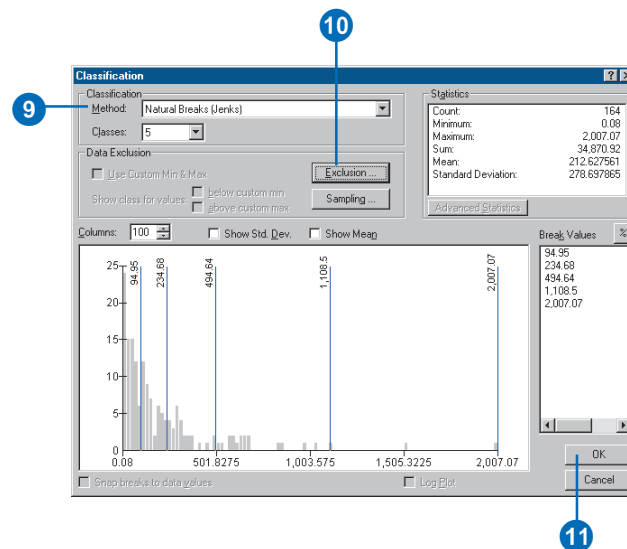 10
Classification
9
Classification
Method: Natural Breaks (Jenks)
Classes: 5
Data Exclusion
Use Custom Min & Max
Show class for values:
below custom min
above custom max
Exclusion ...
Sampling ...
Statistics
Count: 164
Minimum: 0.08
Maximum: 2,007.07
Sum: 34,870.92
Mean: 212.627561
Standard Deviation: 278.697865
Advanced Statistics
Columns: 100
Show Std. Dev.
Show Mean
Break Values
%
94.95
234.68
494.64
1,108.5
2,007.07
25
20
15
10
5
0
94.95
234.68
494.64
1,108.5
2,007.07
0.08
501.8275
1,003.575
1,505.3225
2,007.07
Snap breaks to data values
Log Plot
OK
Cancel
11